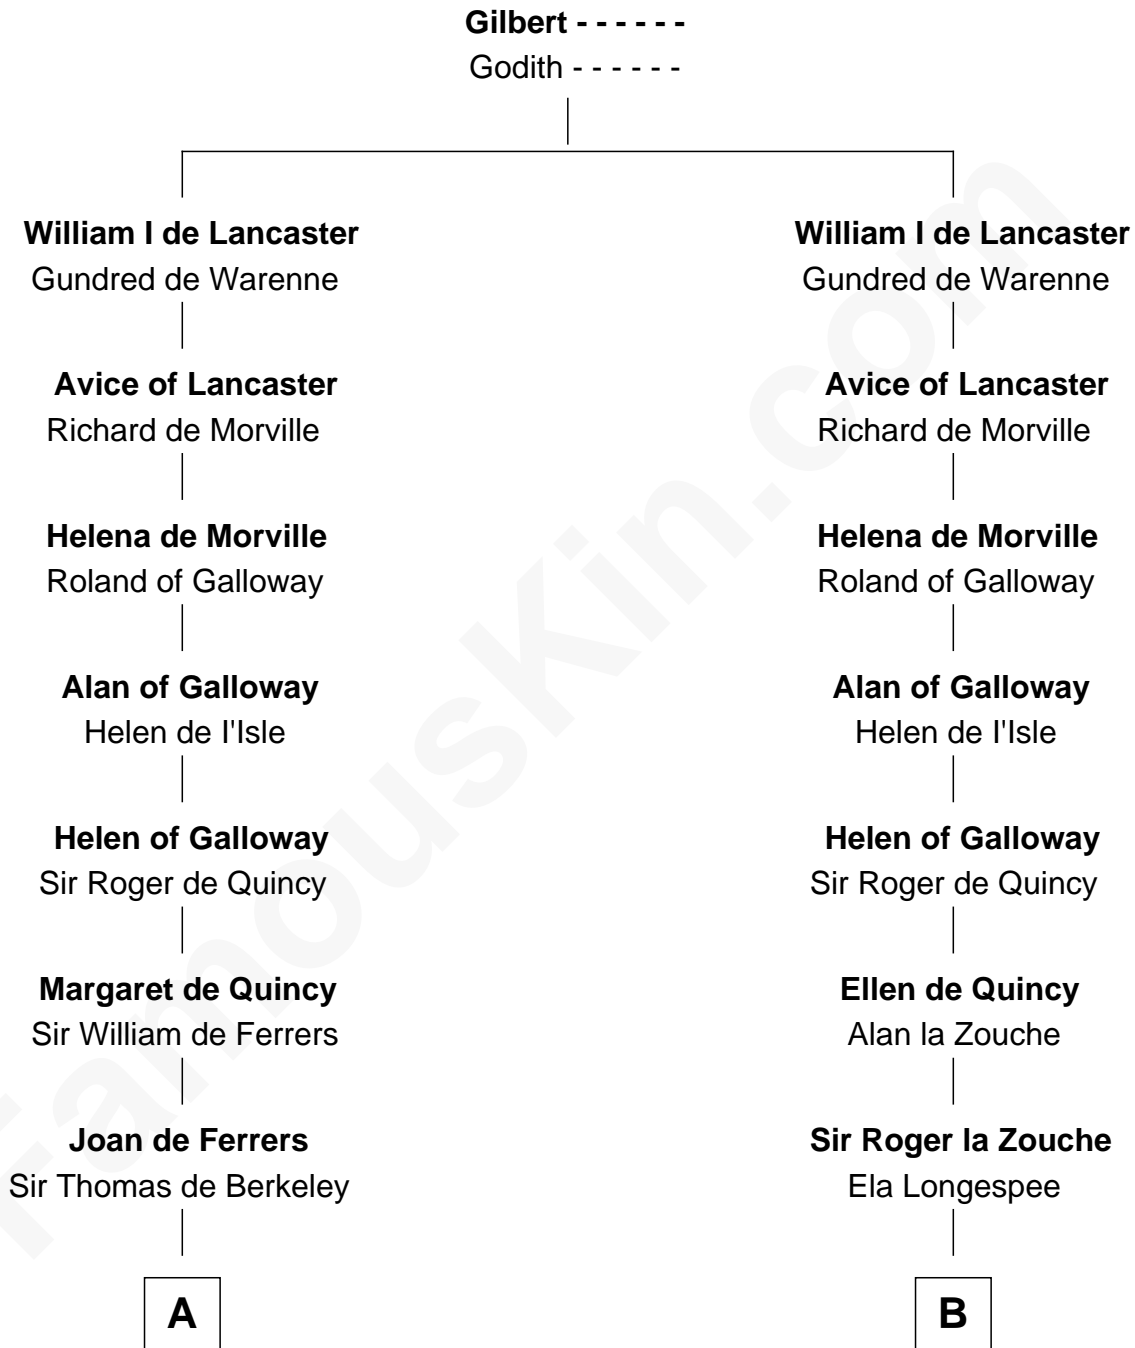 Gilbert - - - - - -
Godith - - - - - -
William I de Lancaster
Gundred de Warenne
Avice of Lancaster
Richard de Morville
Helena de Morville
Roland of Galloway
Alan of Galloway
Helen de l'Isle
Helen of Galloway
Sir Roger de Quincy
Margaret de Quincy
Sir William de Ferrers
Joan de Ferrers
Sir Thomas de Berkeley
A
William I de Lancaster
Gundred de Warenne
Avice of Lancaster
Richard de Morville
Helena de Morville
Roland of Galloway
Alan of Galloway
Helen de l'Isle
Helen of Galloway
Sir Roger de Quincy
Ellen de Quincy
Alan la Zouche
Sir Roger la Zouche
Ela Longespee
B
FamousKin.com